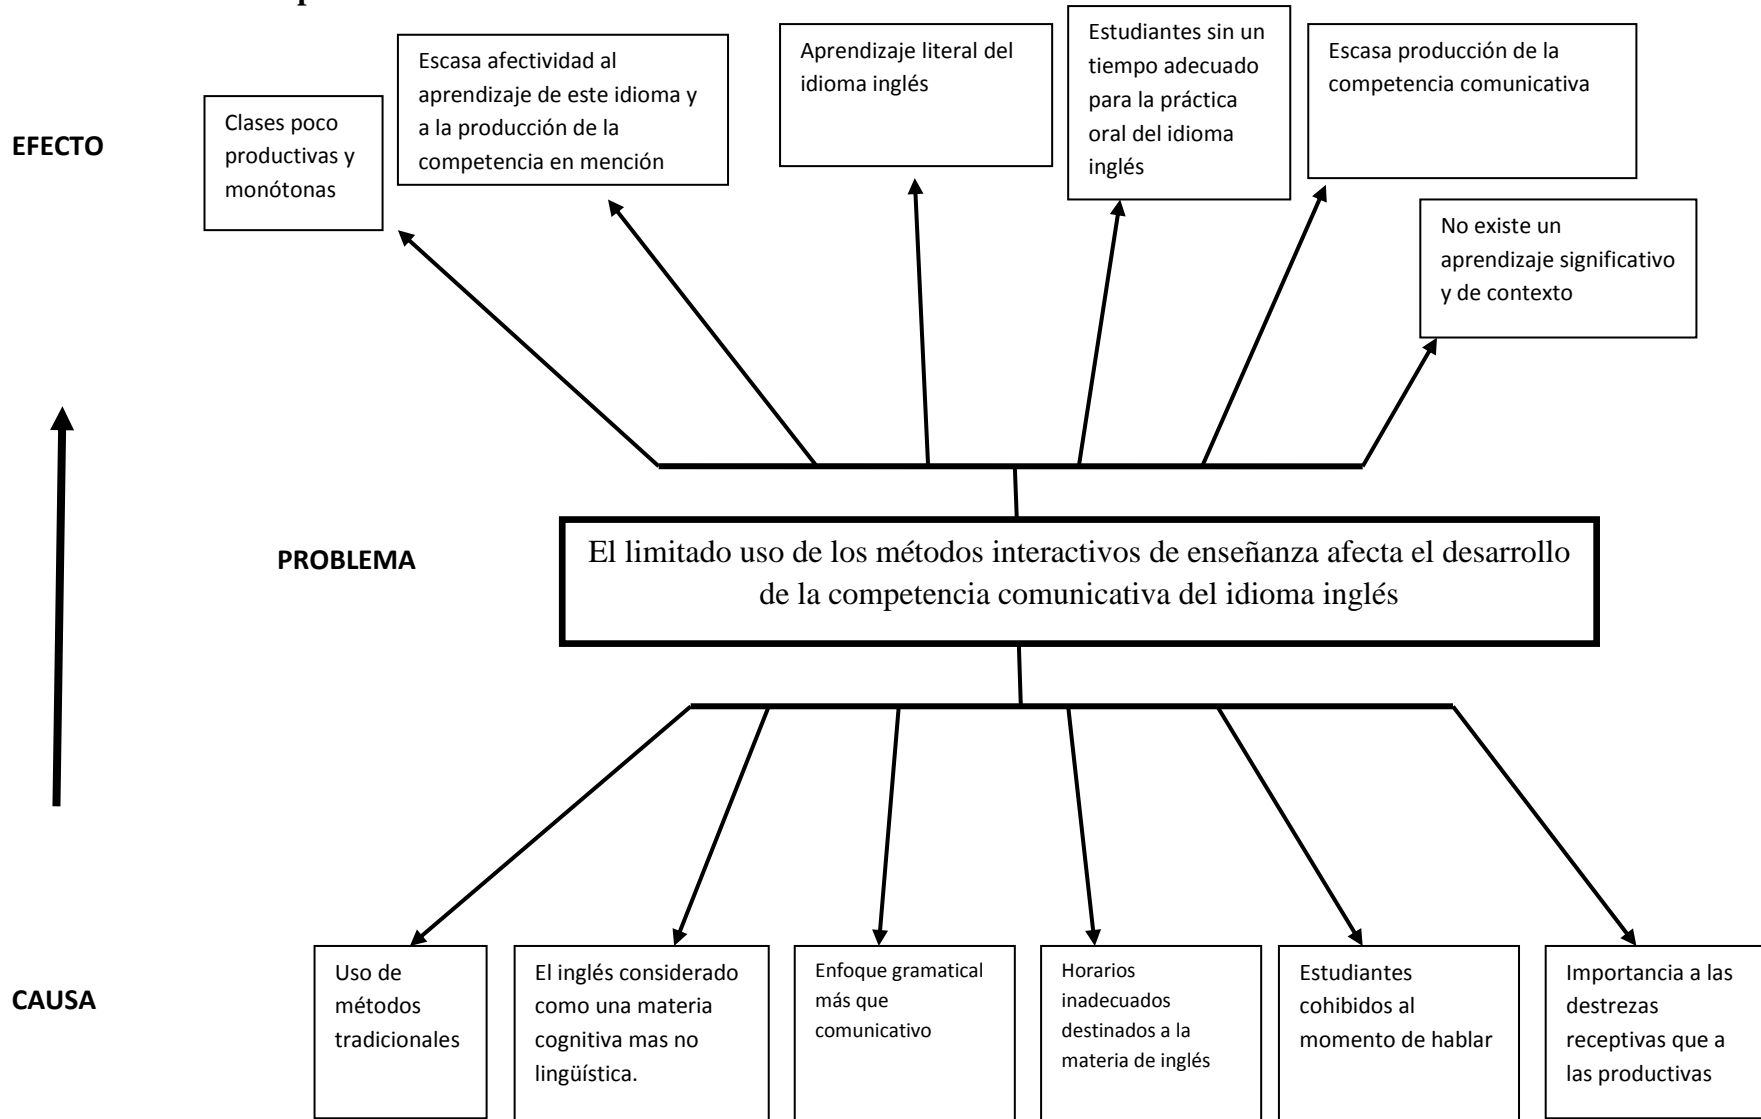 Clases poco
productivas y
monótonas
Escasa afectividad al
aprendizaje de este idioma y
a la producción de la
competencia en mención
Aprendizaje literal del
idioma inglés
Estudiantes sin un
tiempo adecuado
para la práctica
oral del idioma
inglés
Escasa producción de la
competencia comunicativa
No existe un
aprendizaje significativo
y de contexto
EFECTO
PROBLEMA
El limitado uso de los métodos interactivos de enseñanza afecta el desarrollo
de la competencia comunicativa del idioma inglés
CAUSA
Uso de
métodos
tradicionales
El inglés considerado
como una materia
cognitiva mas no
lingüística.
Enfoque gramatical
más que
comunicativo
Horarios
inadecuados
destinados a la
materia de inglés
Estudiantes
cohibidos al
momento de hablar
Importancia a las
destrezas
receptivas que a
las productivas